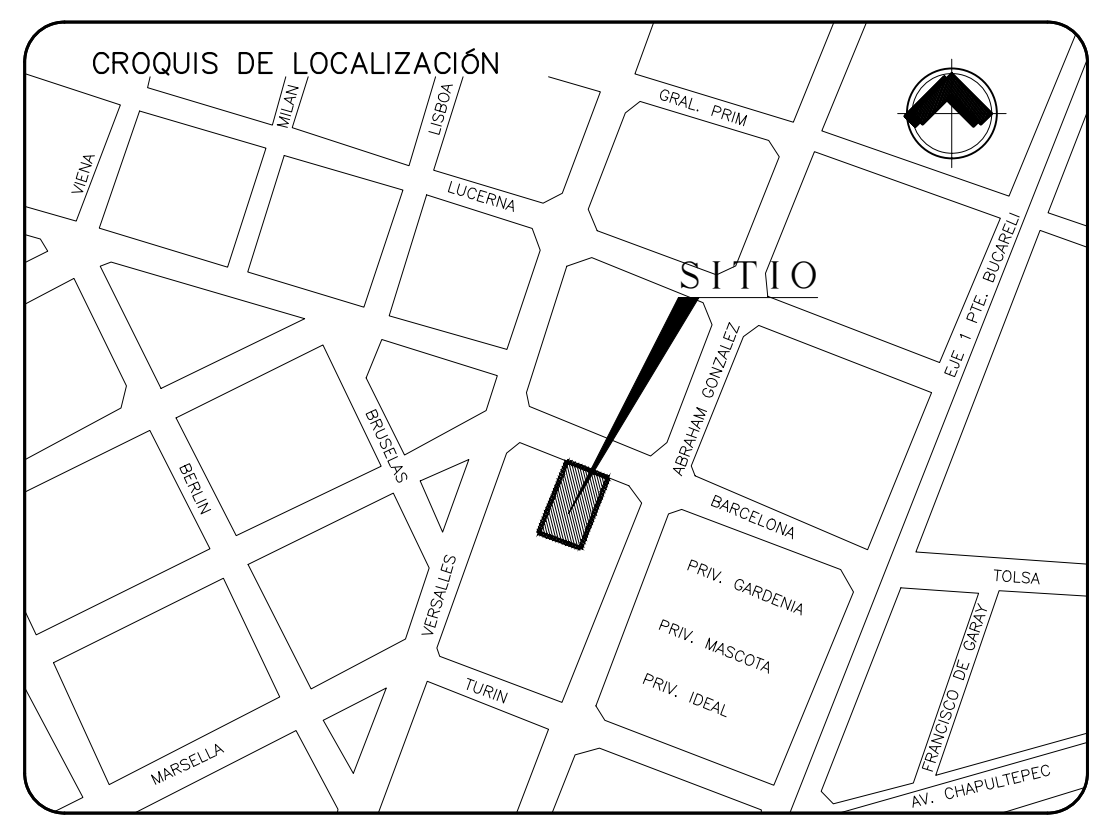 CROQUIS DE LOCALIZACIÓN
MILAN
LISBOA
GRAL. PRIM
VIENA
LUCERNA
SITIO
EJE 1 PTE. BUCARELI
ABRAHAM GONZALEZ
BRUSELAS
BERLIN
BARCELONA
VERSALLES
PRIV. GARDENIA
TOLSA
PRIV. MASCOTA
FRANCISCO DE GARAY
PRIV. IDEAL
TURIN
MARSELLA
AV. CHAPULTEPEC